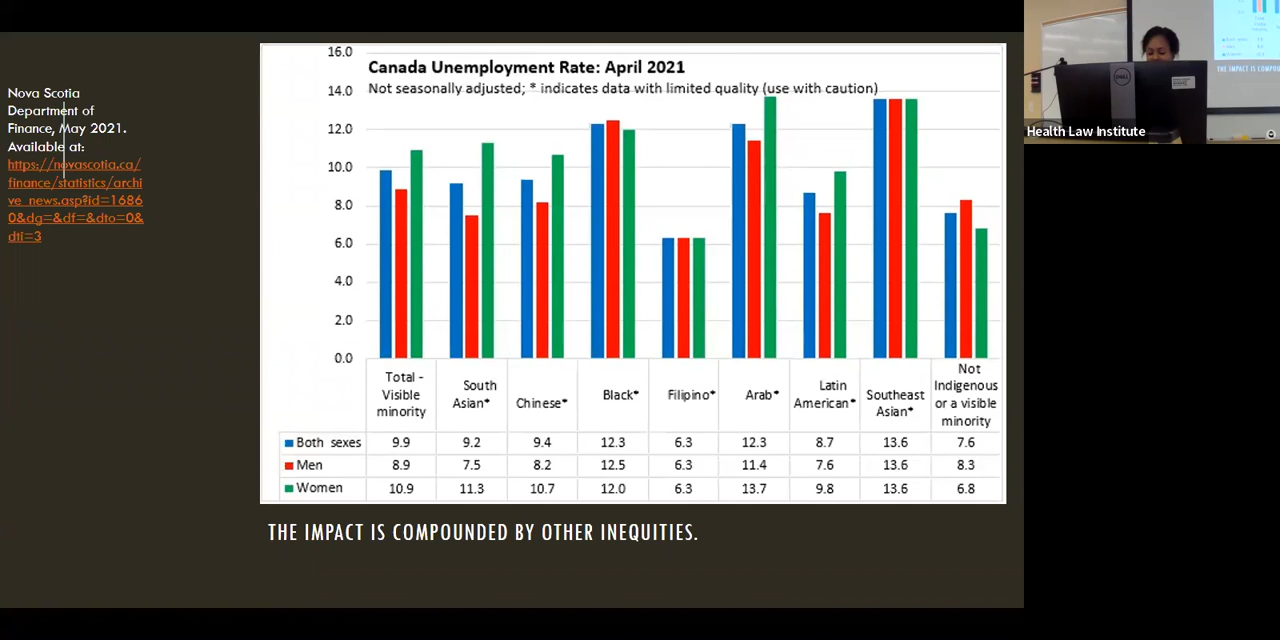 Nova Scotia
Department of
Finance, May 2021.
Available at:
https://novascotia.ca/
finance/statistics/archi
ve_news.asp?id=1686
0&dg=&df=&dto=0&
dti=3
Canada Unemployment Rate: April 2021
Not seasonally adjusted; * indicates data with limited quality (use with caution)
16.0
14.0
12.0
10.0
8.0
6.0
4.0
2.0
0.0
Total -
Visible
minority
South
Asian*
Chinese*
Black*
Filipino*
Arab*
Latin
American*
Southeast
Asian*
Not
Indigenous
or a visible
minority
Both sexes 9.9 9.2 9.4 12.3 6.3 12.3 8.7 13.6 7.6
Men 8.9 7.5 8.2 12.5 6.3 11.4 7.6 13.6 8.3
Women 10.9 11.3 10.7 12.0 6.3 13.7 9.8 13.6 6.8
THE IMPACT IS COMPOUNDED BY OTHER INEQUITIES.
DELL
THE IMPACT IS COMPOU
Health Law Institute